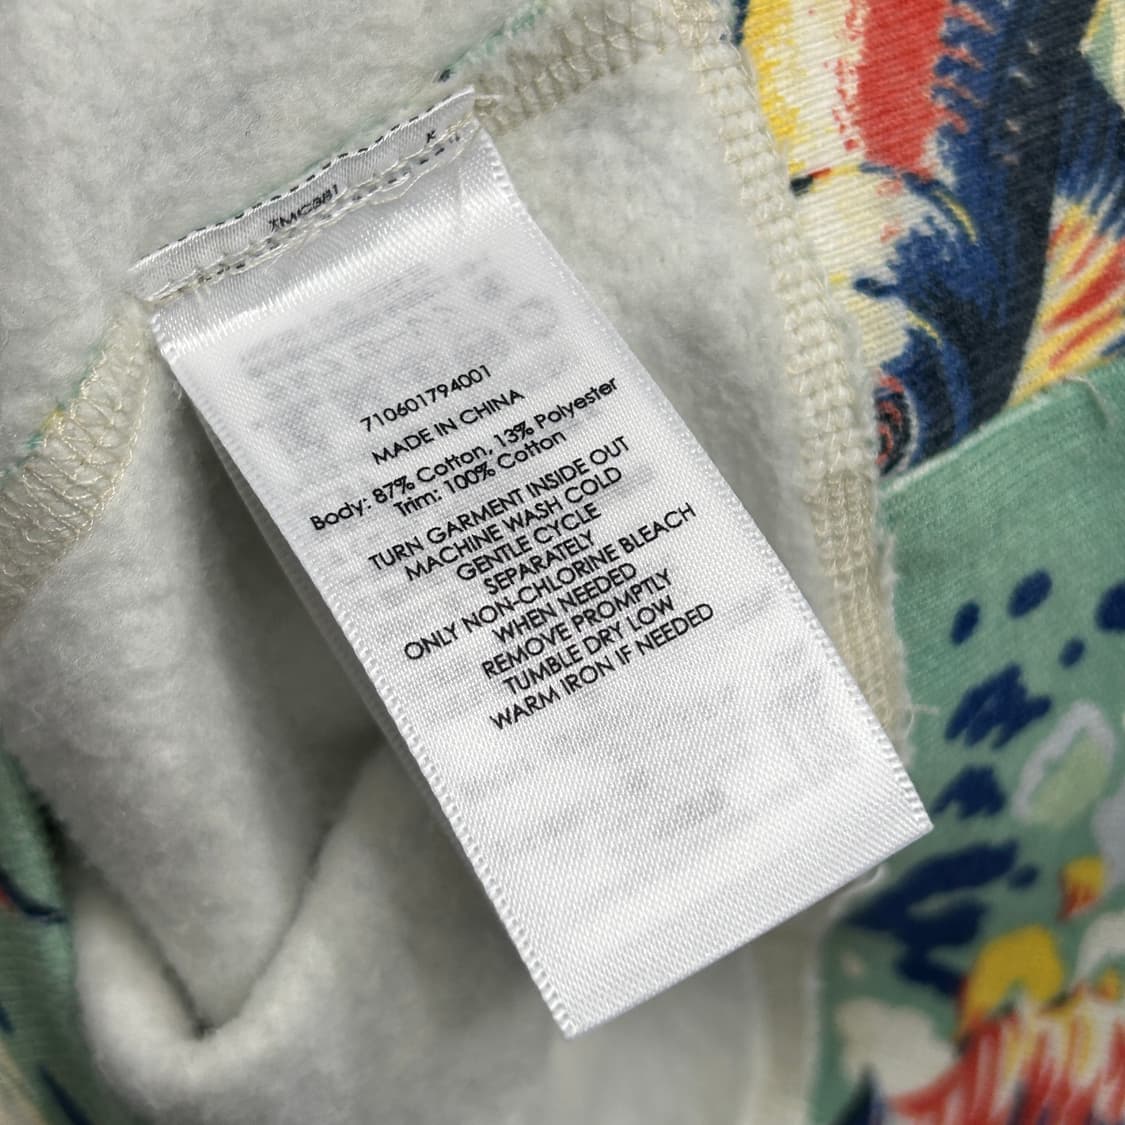 710601794001
MADE IN CHINA
Body: 87% Cotton, 13% Polyester
Trim: 100% Cotton
TURN GARMENT INSIDE OUT
MACHINE WASH COLD
GENTLE CYCLE
SEPARATELY
ONLY NON-CHLORINE BLEACH
WHEN NEEDED
REMOVE PROMPTLY
TUMBLE DRY LOW
WARM IRON IF NEEDED